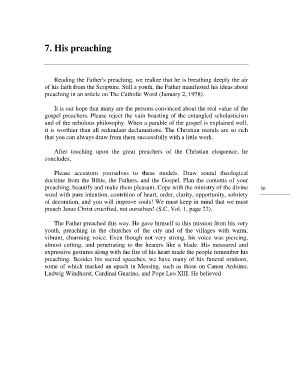 7. His preaching
Reading the Father's preaching, we realize that he is breathing deeply the air
of his faith from the Scripture. Still a youth, the Father manifested his ideas about
preaching in an article on The Catholic Word (January 2, 1978).
It is our hope that many are the persons convinced about the real value of the
gospel preachers. Please reject the vain boasting of the entangled scholasticism
and of the nebulous philosophy. When a parable of the gospel is explained well,
it is worthier than all redundant declamations. The Christian morals are so rich
that you can always draw from them successfully with a little work.
After touching upon the great preachers of the Christian eloquence, he
concludes,
Please accustom yourselves to these models. Draw sound theological
doctrine from the Bible, the Fathers, and the Gospel. Plan the contents of your
preaching, beautify and make them pleasant. Cope with the ministry of the divine
word with pure intention, contrition of heart, order, clarity, opportunity, sobriety
of decoration, and you will improve souls! We must keep in mind that we must
preach Jesus Christ crucified, not ourselves! (S.C. Vol. 1, page 22).
56
The Father preached this way. He gave himself to this mission from his very
youth, preaching in the churches of the city and of the villages with warm,
vibrant, charming voice. Even though not very strong, his voice was piercing,
almost cutting, and penetrating to the hearers like a blade. His measured and
expressive gestures along with the fire of his heart made the people remember his
preaching. Besides his sacred speeches, we have many of his funeral orations,
some of which marked an epoch in Messing, such as those on Canon Ardoino,
Ludwig Windhorst, Cardinal Guarino, and Pope Leo XIII. He believed